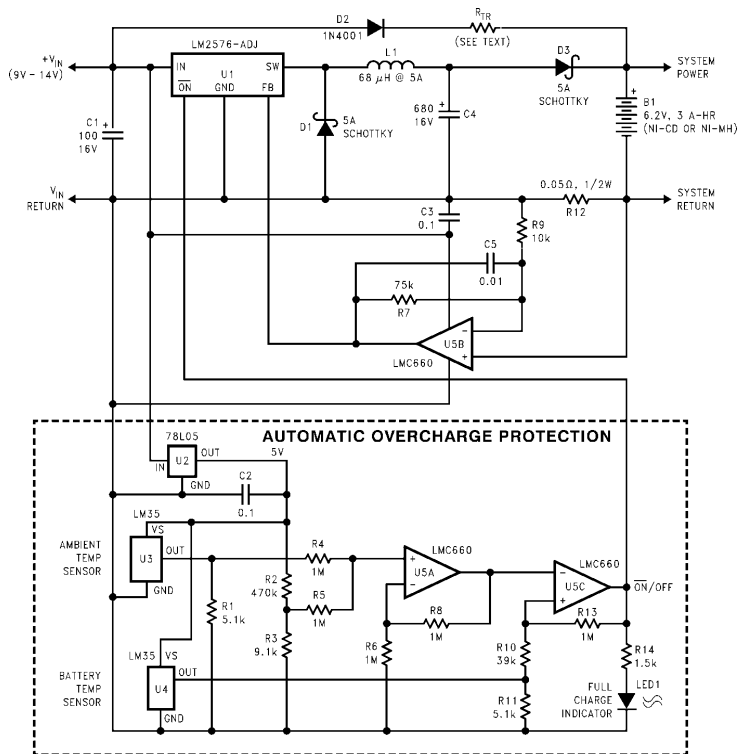 D2
1N4001
RTR
(SEE TEXT)
LM2576-ADJ
+VIN
(9V – 14V)
IN
ON
U1
GND
SW
FB
L1
68 μH @ 5A
D3
5A
SCHOTTKY
SYSTEM
POWER
C1
100
16V
+
D1
5A
SCHOTTKY
680
16V
+
C4
+
B1
6.2V, 3 A-HR
(NI-CD OR NI-MH)
VIN
RETURN
0.05Ω, 1/2W
R12
SYSTEM
RETURN
C3
0.1
R9
10k
C5
0.01
75k
R7
U5B
–
+
LMC660
AUTOMATIC OVERCHARGE PROTECTION
78L05
IN
U2
OUT
5V
GND
C2
0.1
LM35
VS
AMBIENT
TEMP
SENSOR
U3
OUT
GND
R4
1M
LMC660
+
U5A
–
LMC660
–
U5C
+
ON/OFF
R1
5.1k
R2
470k
R5
1M
R8
1M
R13
1M
R3
9.1k
R6
1M
R10
39k
R14
1.5k
LM35
VS
BATTERY
TEMP
SENSOR
U4
OUT
GND
R11
5.1k
FULL
CHARGE
INDICATOR
LED1